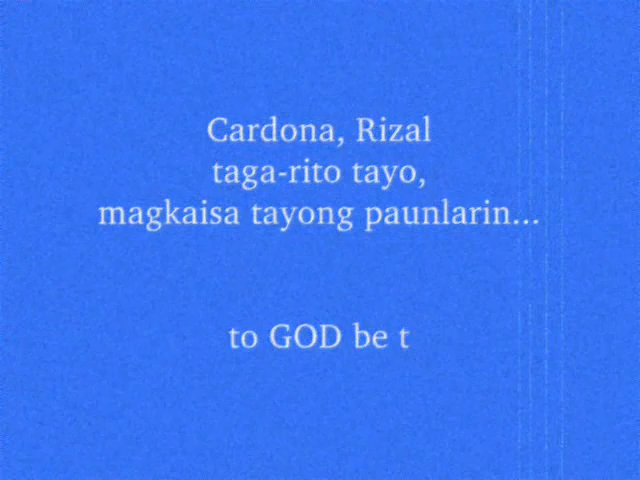 Cardona, Rizal
taga-rito tayo,
magkaisa tayong paunlarin...
to GOD be t